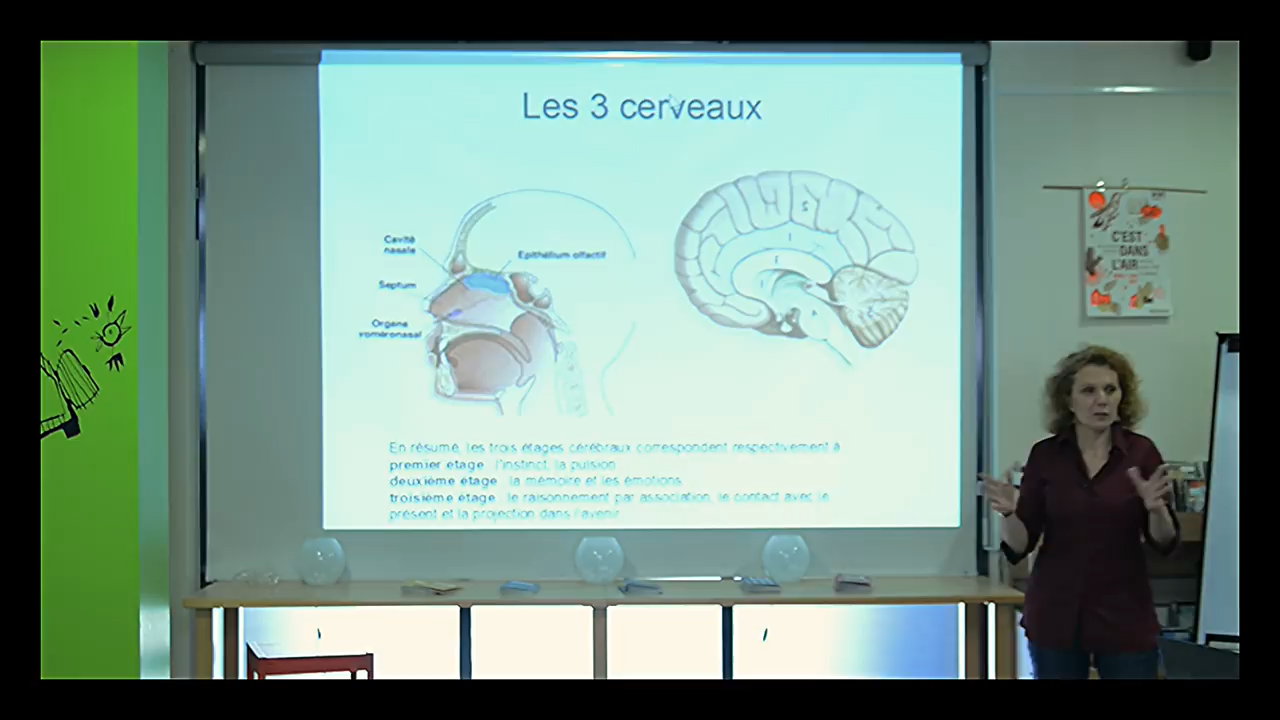 Les 3 cerveaux
Cavité
nasale
Epithélium olfactif
Septum
Organe
voméronasal
En résumé, les trois étages cérébraux correspondent respectivement à
premier étage : l'instinct, la pulsion
deuxième étage : la mémoire et les émotions
troisième étage : le raisonnement par association, le contact avec le
présent et la projection dans l'avenir
C'EST
DANS
L'AIR